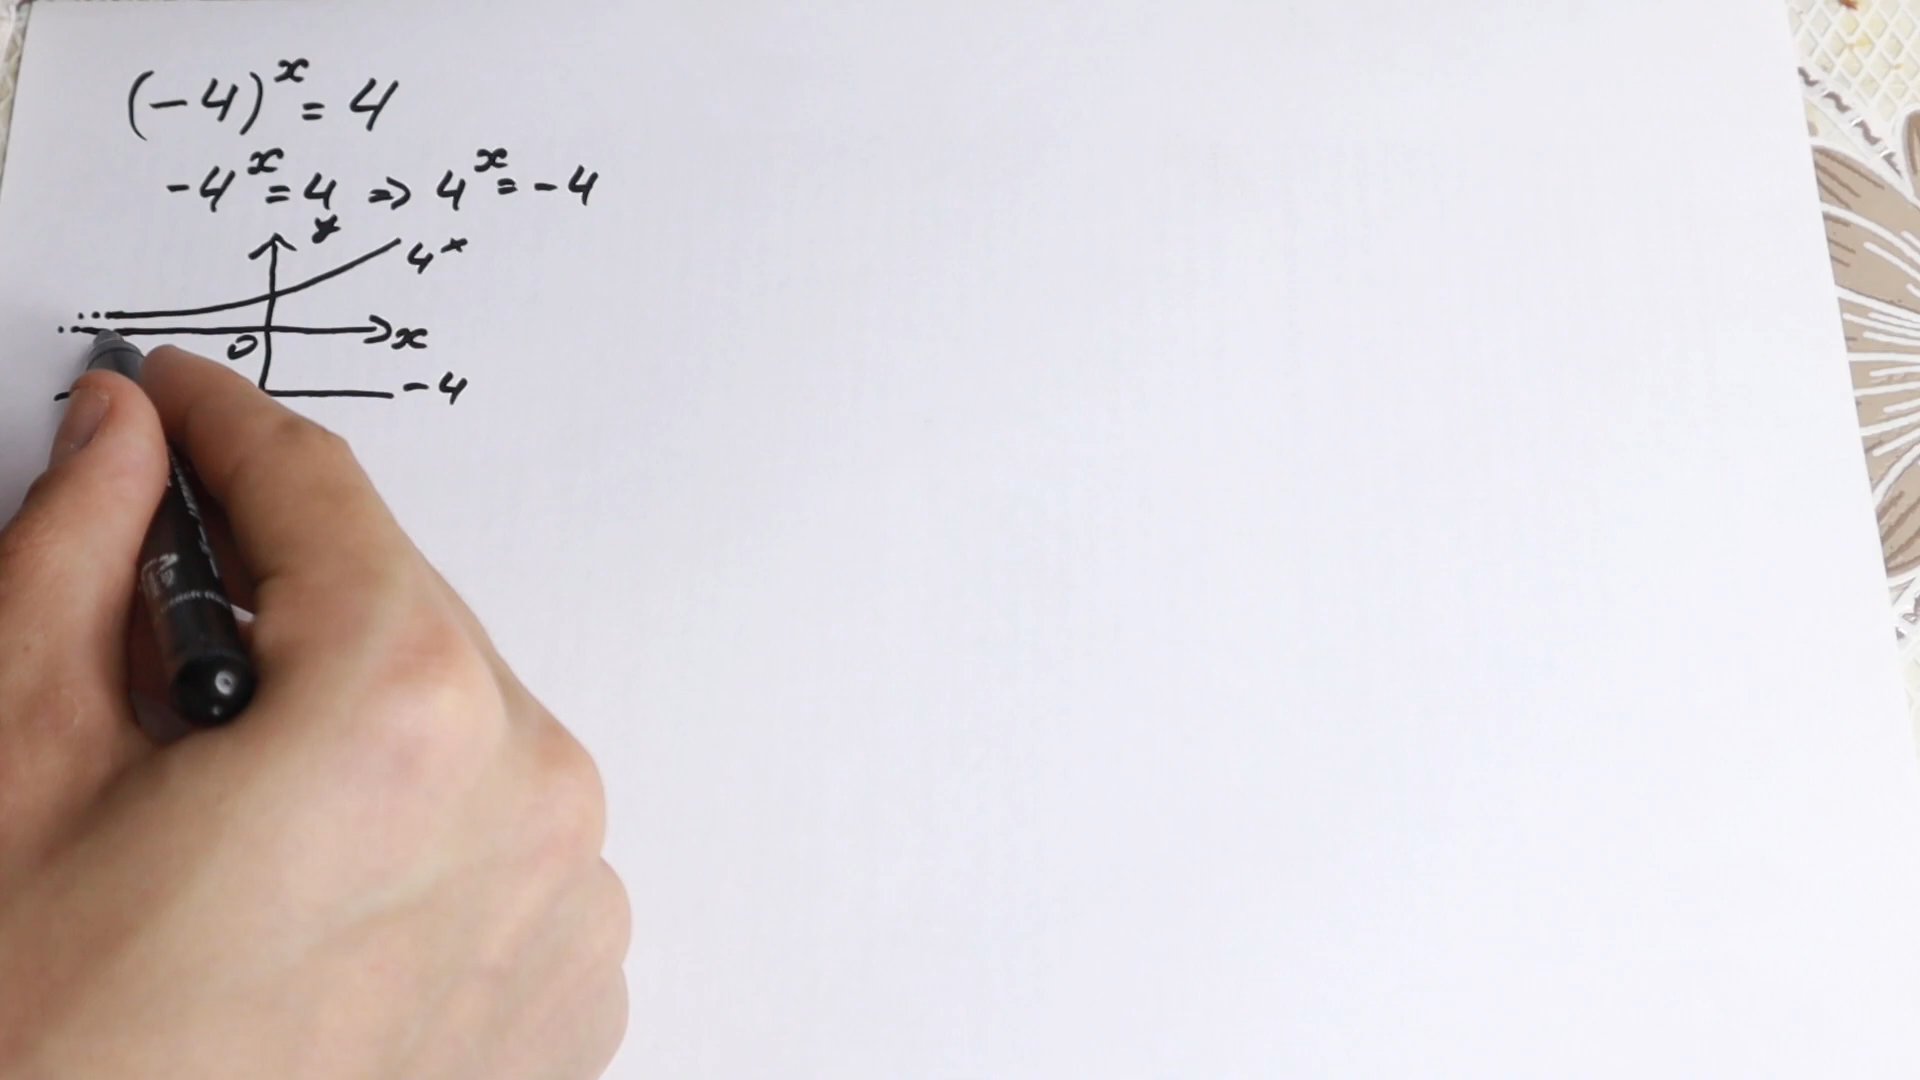 (-4)^x = 4
-4^x = 4 => 4^x = -4
y
4^x
0
x
-4